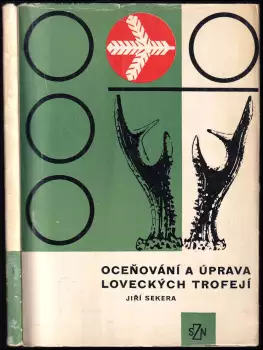 OCEŇOVÁNÍ A ÚPRAVA
LOVECKÝCH TROFEJÍ
JIŘÍ SEKERA
SZN